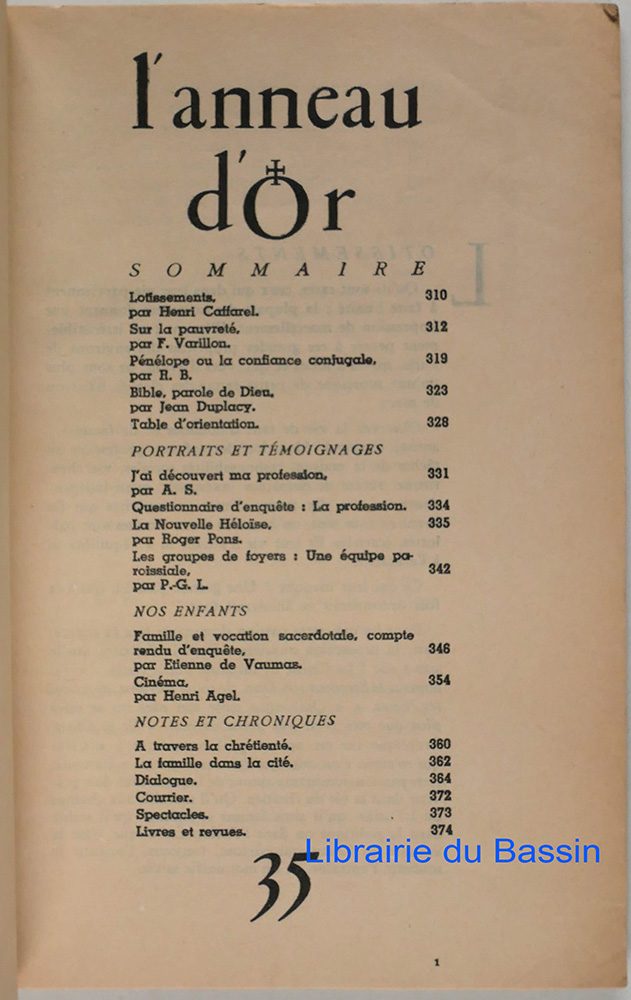 l'anneau
d'Or
SOMMAIRE
Lotissements, 310
par Henri Caffarel.
Sur la pauvreté, 312
par F. Varillon.
Pénélope ou la confiance conjugale, 319
par R. B.
Bible, parole de Dieu, 323
par Jean Duplacy.
Table d'orientation. 328
PORTRAITS ET TÉMOIGNAGES
J'ai découvert ma profession, 331
par A. S.
Questionnaire d'enquête : La profession. 334
La Nouvelle Héloïse, 335
par Roger Pons.
Les groupes de foyers : Une équipe pa-
roissiale, 342
par P.-G. L.
NOS ENFANTS
Famille et vocation sacerdotale, compte
rendu d'enquête, 346
par Etienne de Vaumas.
Cinéma, 354
par Henri Agel.
NOTES ET CHRONIQUES
A travers la chrétienté. 360
La famille dans la cité. 362
Dialogue. 364
Courrier. 372
Spectacles. 373
Livres et revues. 374
Librairie du Bassin
35
1